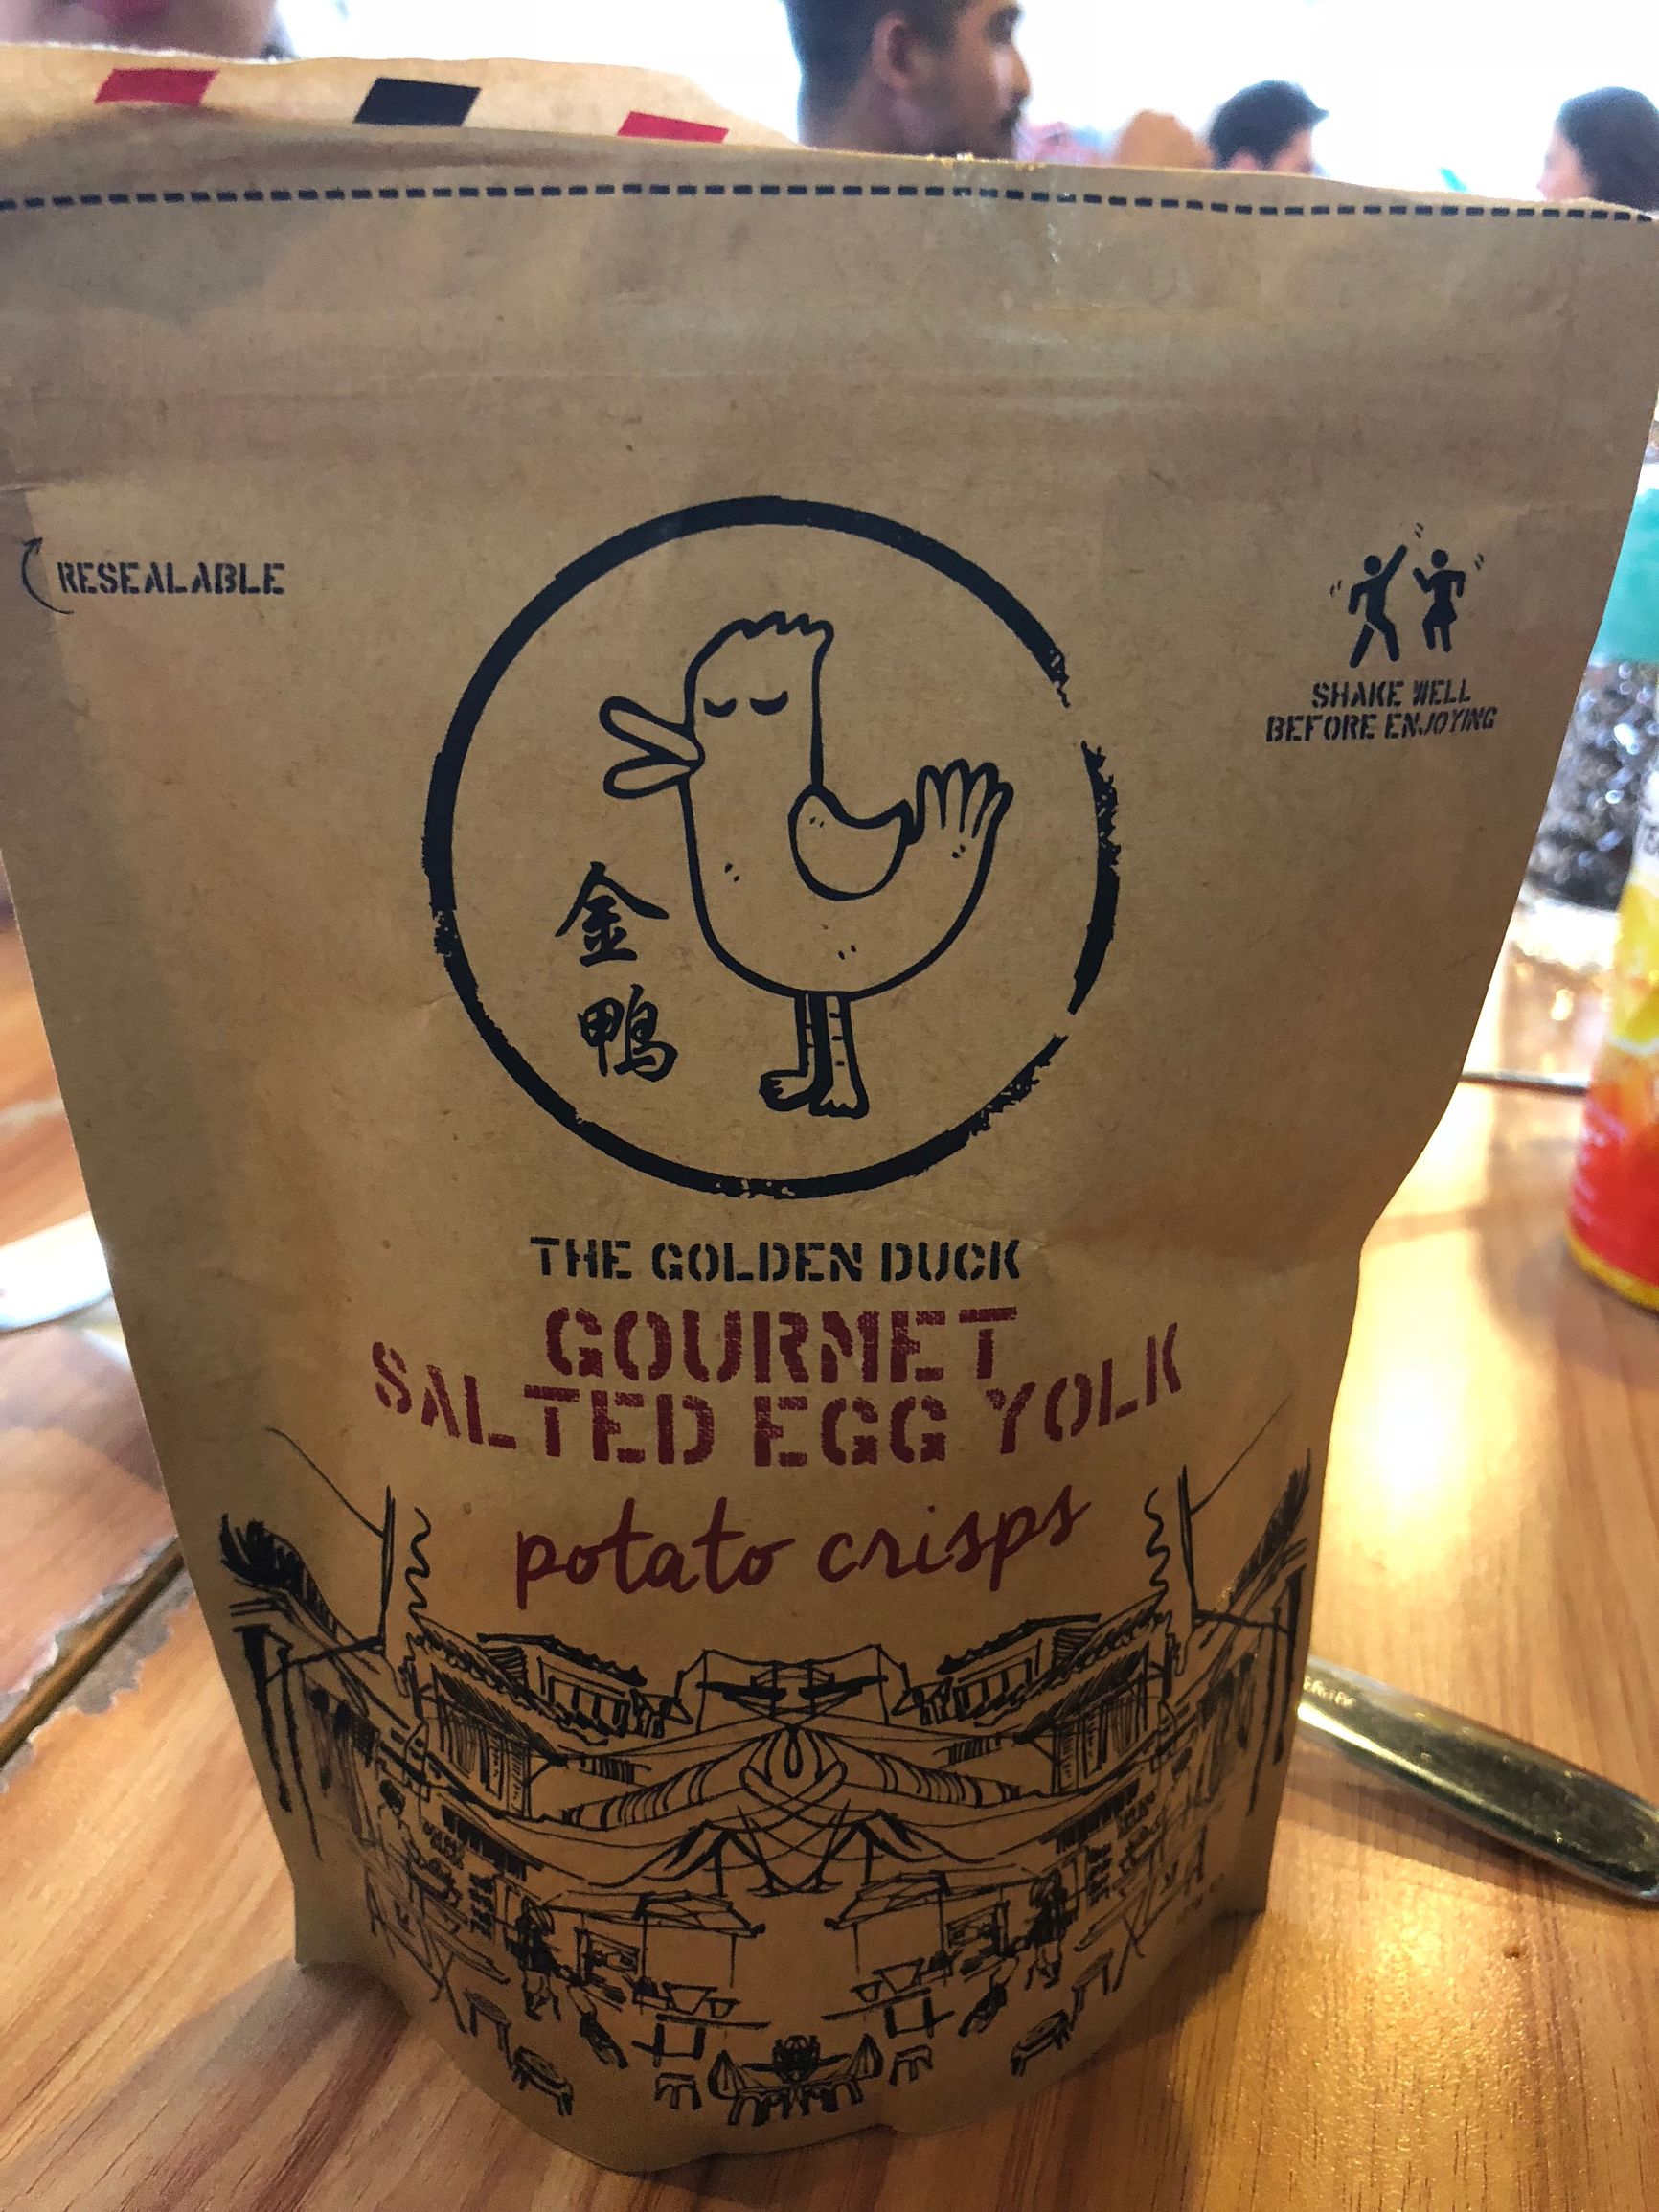 RESEALABLE
SHAKE WELL
BEFORE ENJOYING
金
鴨
THE GOLDEN DUCK
GOURMET
SALTED EGG YOLK
potato crisps